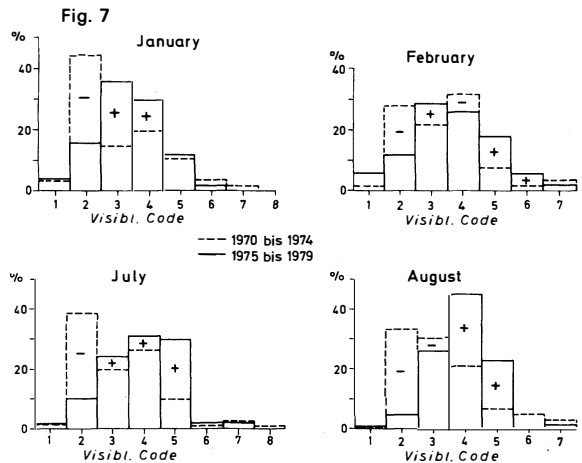 Fig. 7
January
%
40
20
0
1 2 3 4 5 6 7 8
Visibl. Code
− + +
February
40
20
0
1 2 3 4 5 6 7
Visibl. Code
− + − + +
--- 1970 bis 1974
— 1975 bis 1979
July
%
40
20
0
1 2 3 4 5 6 7 8
Visibl. Code
− + + +
August
%
40
20
0
1 2 3 4 5 6 7
Visibl. Code
− − + +